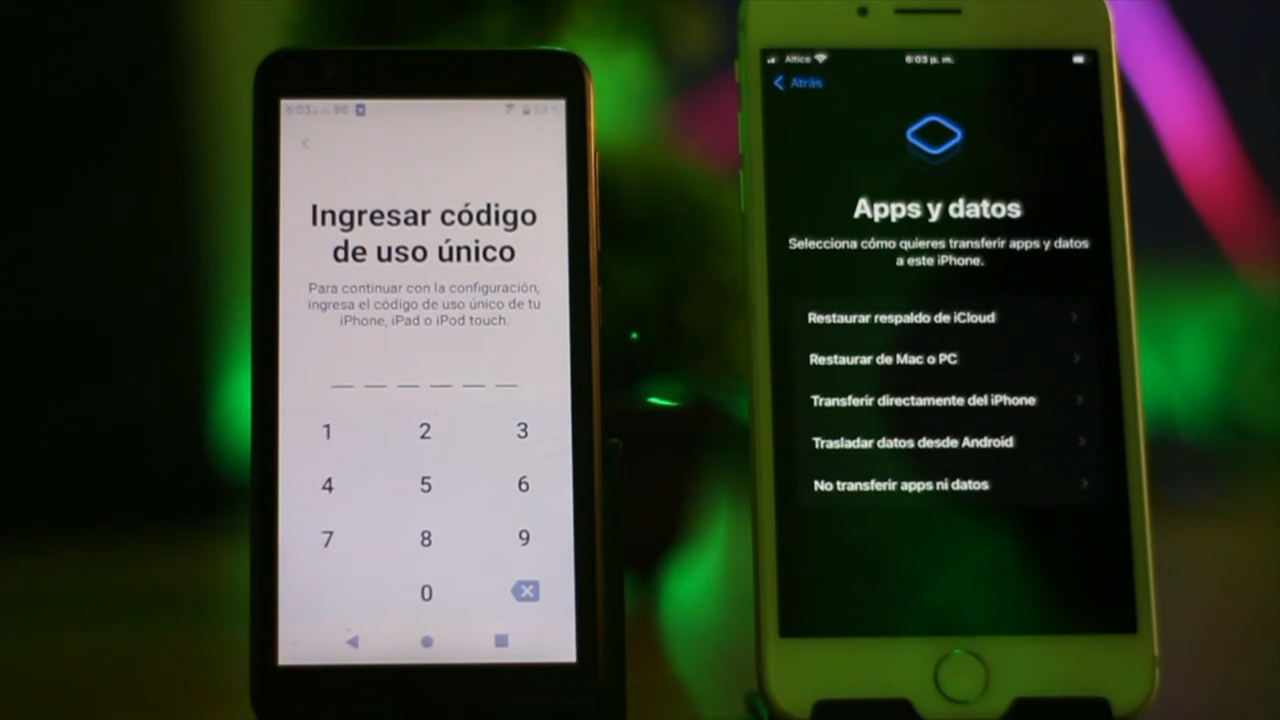 Ingresar código
de uso único
Para continuar con la configuración,
ingresa el código de uso único de tu
iPhone, iPad o iPod touch.
1 2 3
4 5 6
7 8 9
0
Altice 6:03 p. m.
Atrás
Apps y datos
Selecciona cómo quieres transferir apps y datos
a este iPhone.
Restaurar respaldo de iCloud
Restaurar de Mac o PC
Transferir directamente del iPhone
Trasladar datos desde Android
No transferir apps ni datos